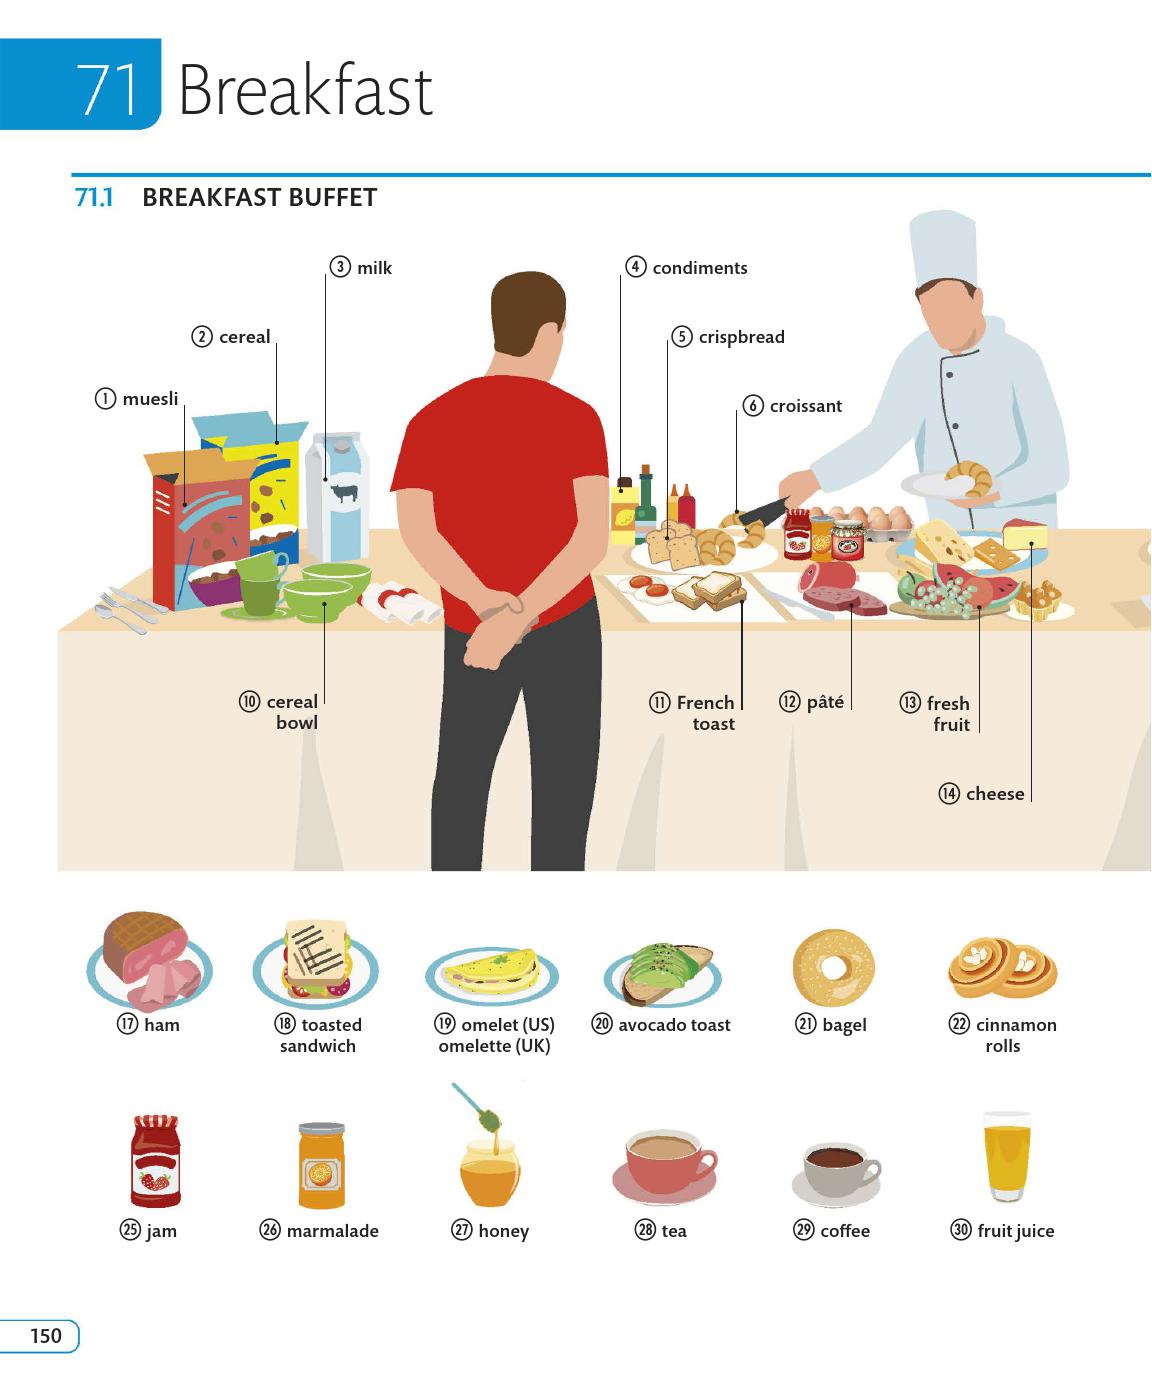 71 Breakfast
71.1 BREAKFAST BUFFET
3 milk
4 condiments
2 cereal
5 crispbread
1 muesli
6 croissant
10 cereal
bowl
11 French
toast
12 pâté
13 fresh
fruit
14 cheese
17 ham
18 toasted
sandwich
19 omelet (US)
omelette (UK)
20 avocado toast
21 bagel
22 cinnamon
rolls
25 jam
26 marmalade
27 honey
28 tea
29 coffee
30 fruit juice
150